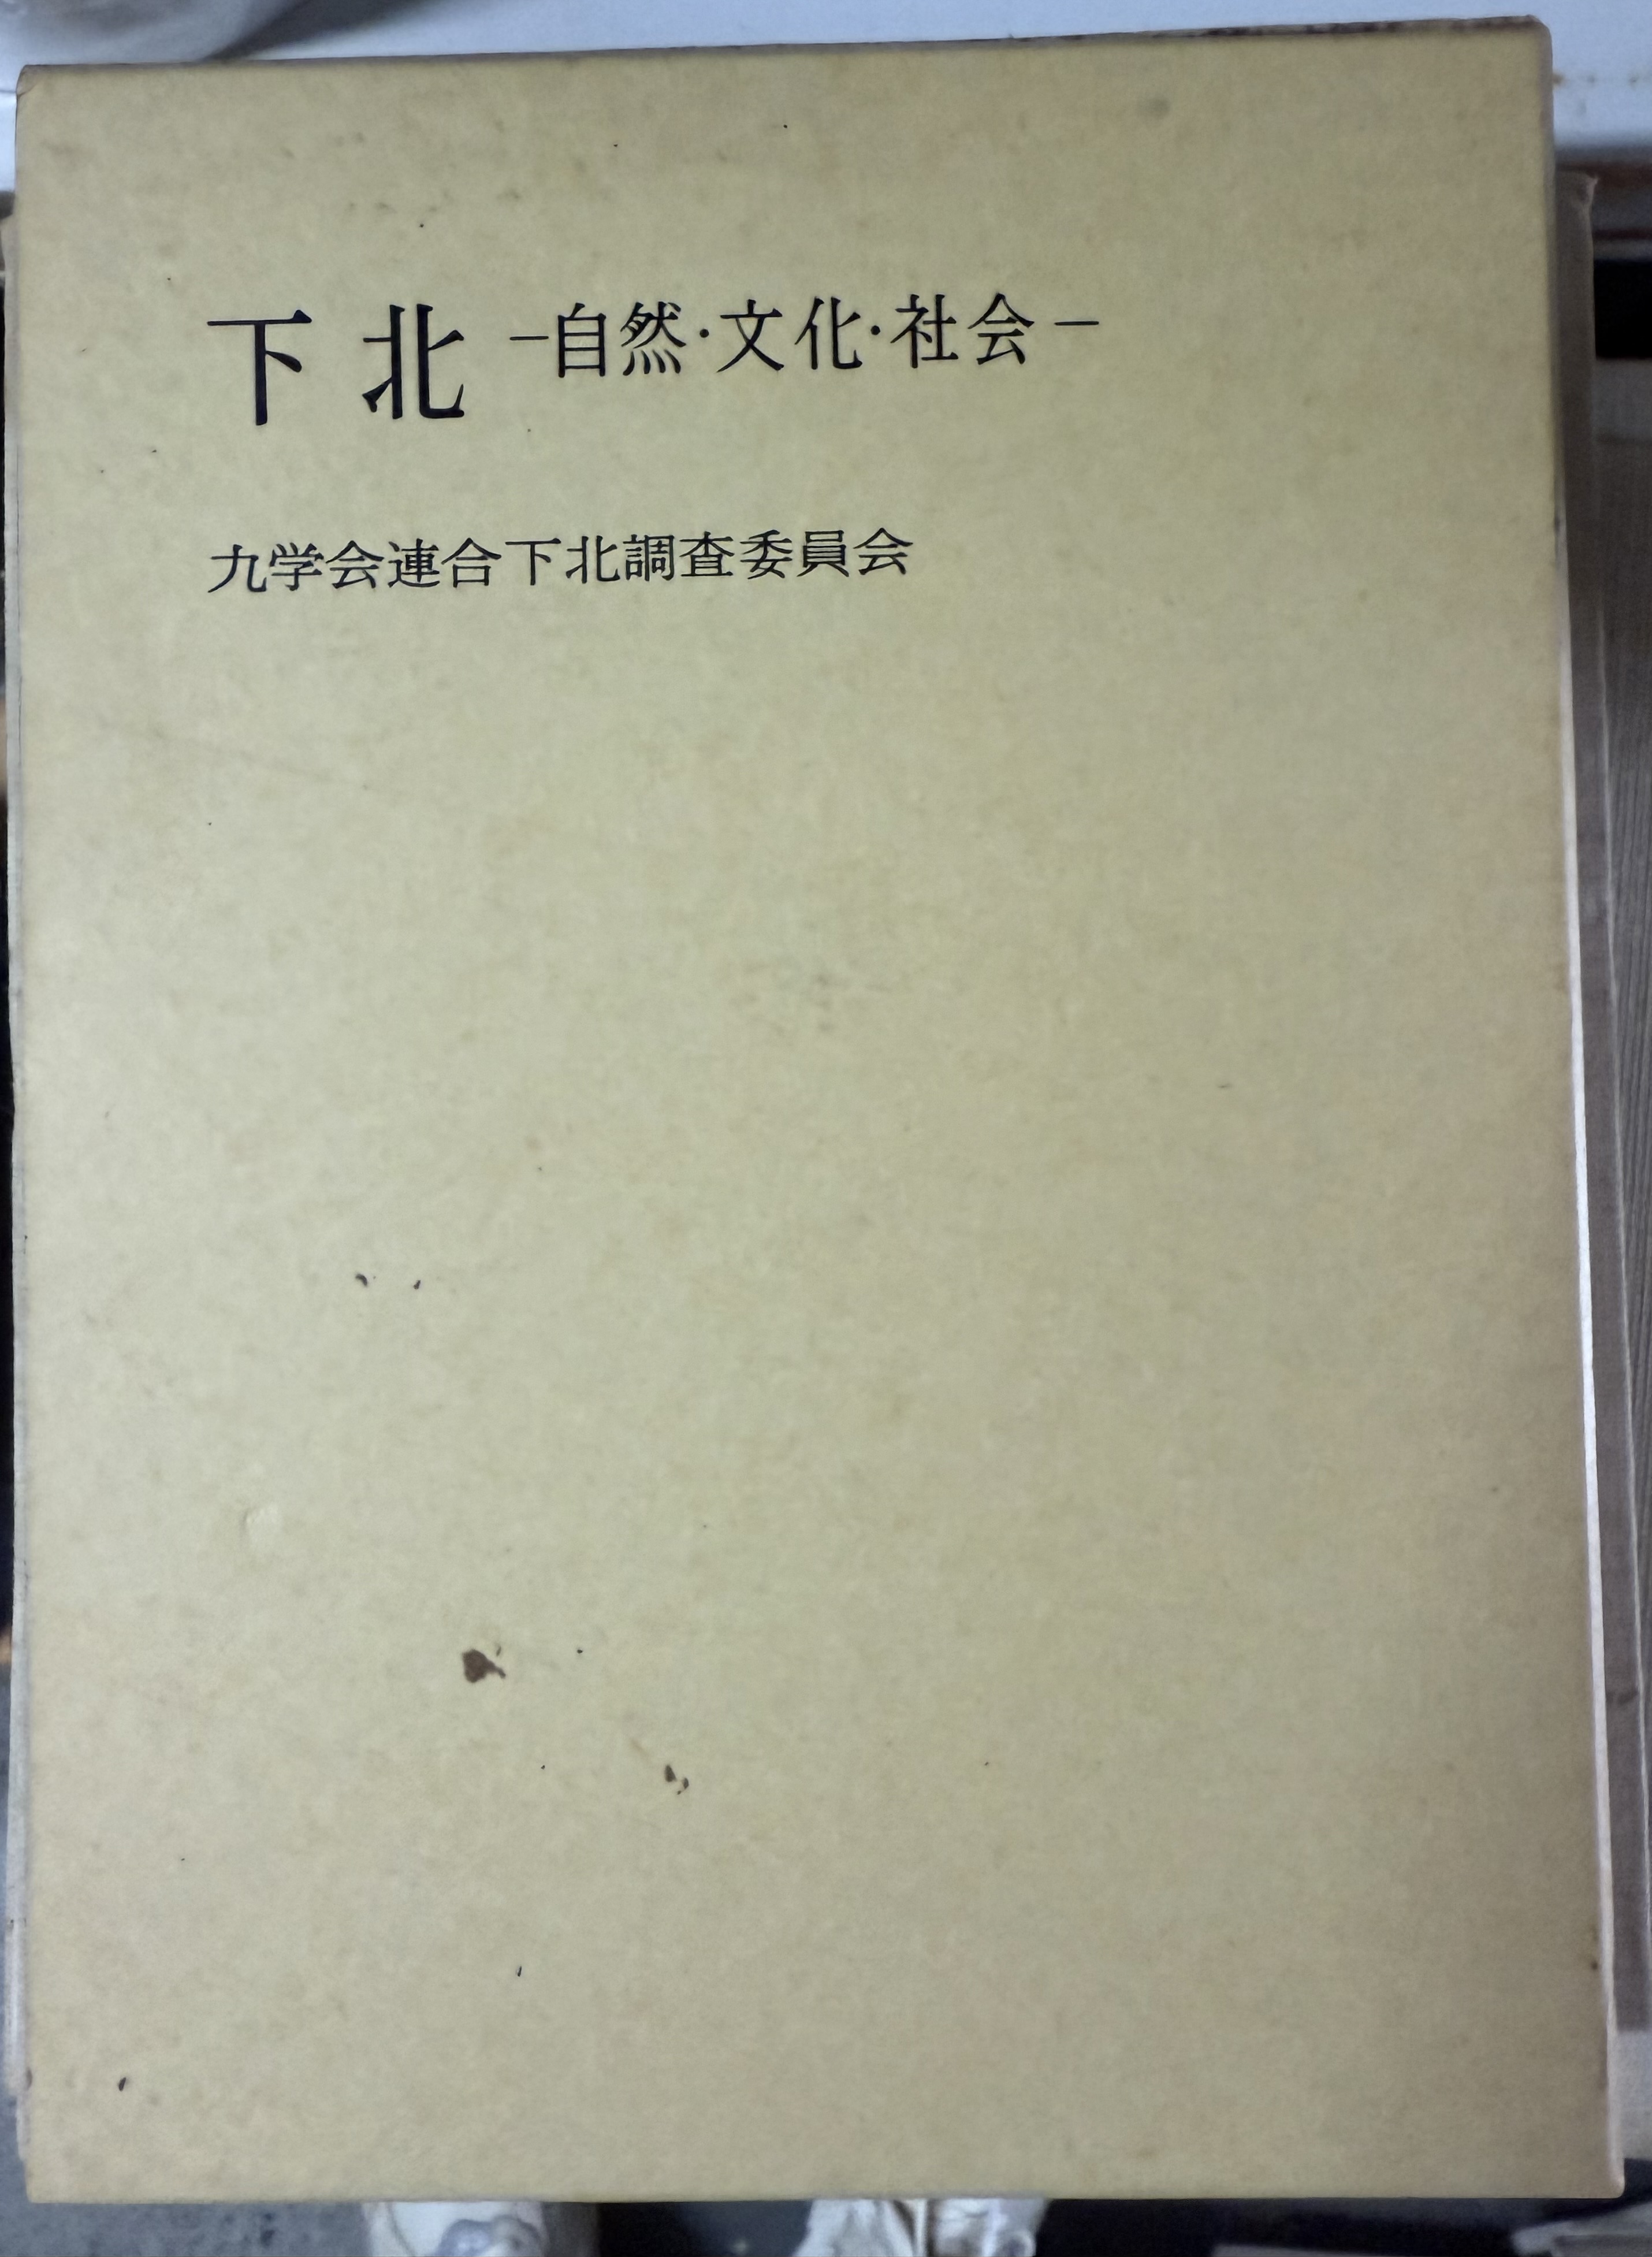 下北 －自然・文化・社会－
九学会連合下北調査委員会